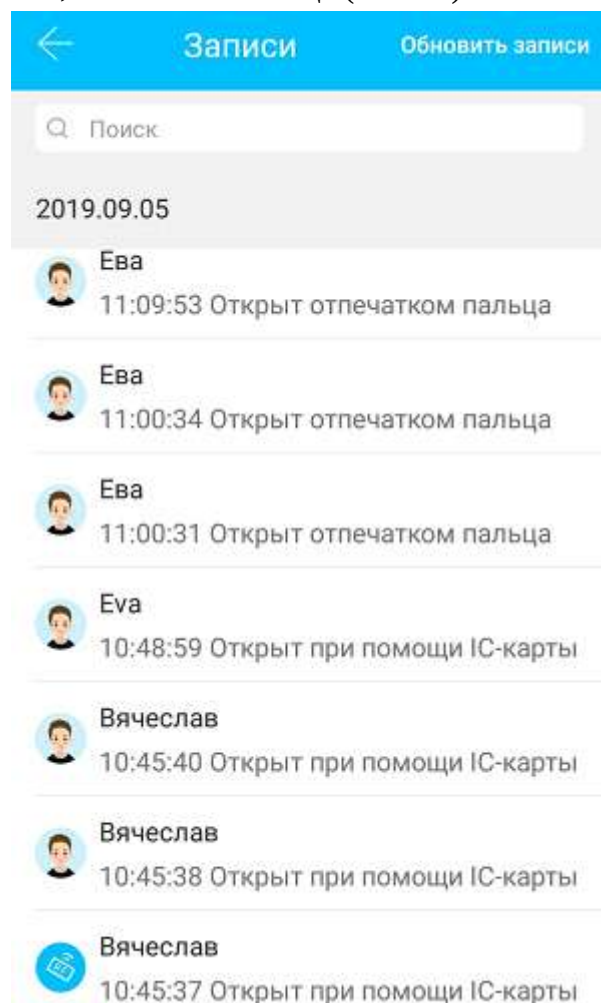 Записи
Обновить записи
Поиск
2019.09.05
Ева
11:09:53 Открыт отпечатком пальца
Ева
11:00:34 Открыт отпечатком пальца
Ева
11:00:31 Открыт отпечатком пальца
Eva
10:48:59 Открыт при помощи IC-карты
Вячеслав
10:45:40 Открыт при помощи IC-карты
Вячеслав
10:45:38 Открыт при помощи IC-карты
Вячеслав
10:45:37 Открыт при помощи IC-карты